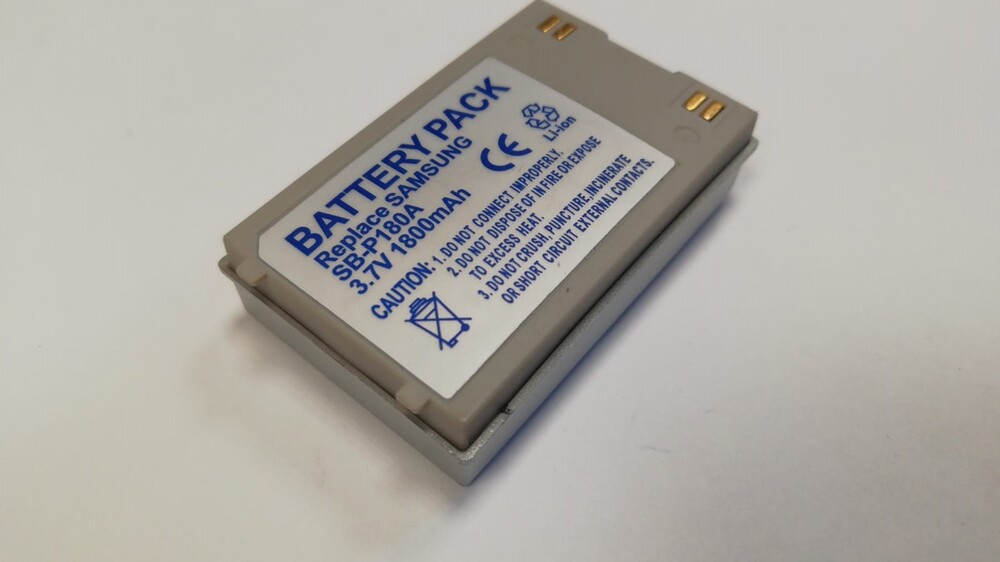 BATTERY PACK
Replace SAMSUNG
SB-P180A
3.7V 1800mAh
CE
Li-ion
CAUTION: 1. DO NOT CONNECT IMPROPERLY.
2. DO NOT DISPOSE OF IN FIRE OR EXPOSE
TO EXCESS HEAT.
3. DO NOT CRUSH, PUNCTURE, INCINERATE
OR SHORT CIRCUIT EXTERNAL CONTACTS.